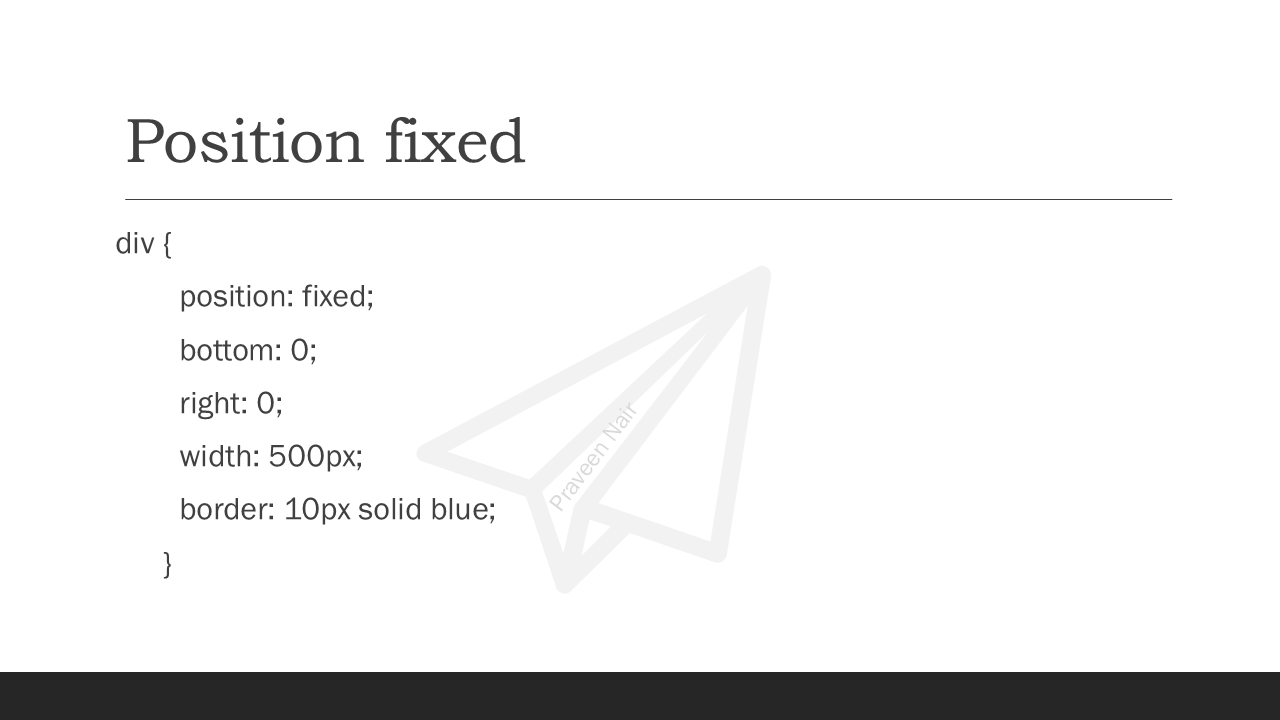 Position fixed
div {
position: fixed;
bottom: 0;
right: 0;
width: 500px;
border: 10px solid blue;
}
Praveen Nair